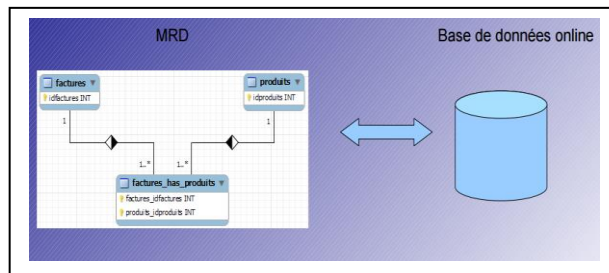 MRD
Base de données online
factures
idfactures INT
produits
idproduits INT
1
1
1..*
1..*
factures_has_produits
factures_idfactures INT
produits_idproduits INT